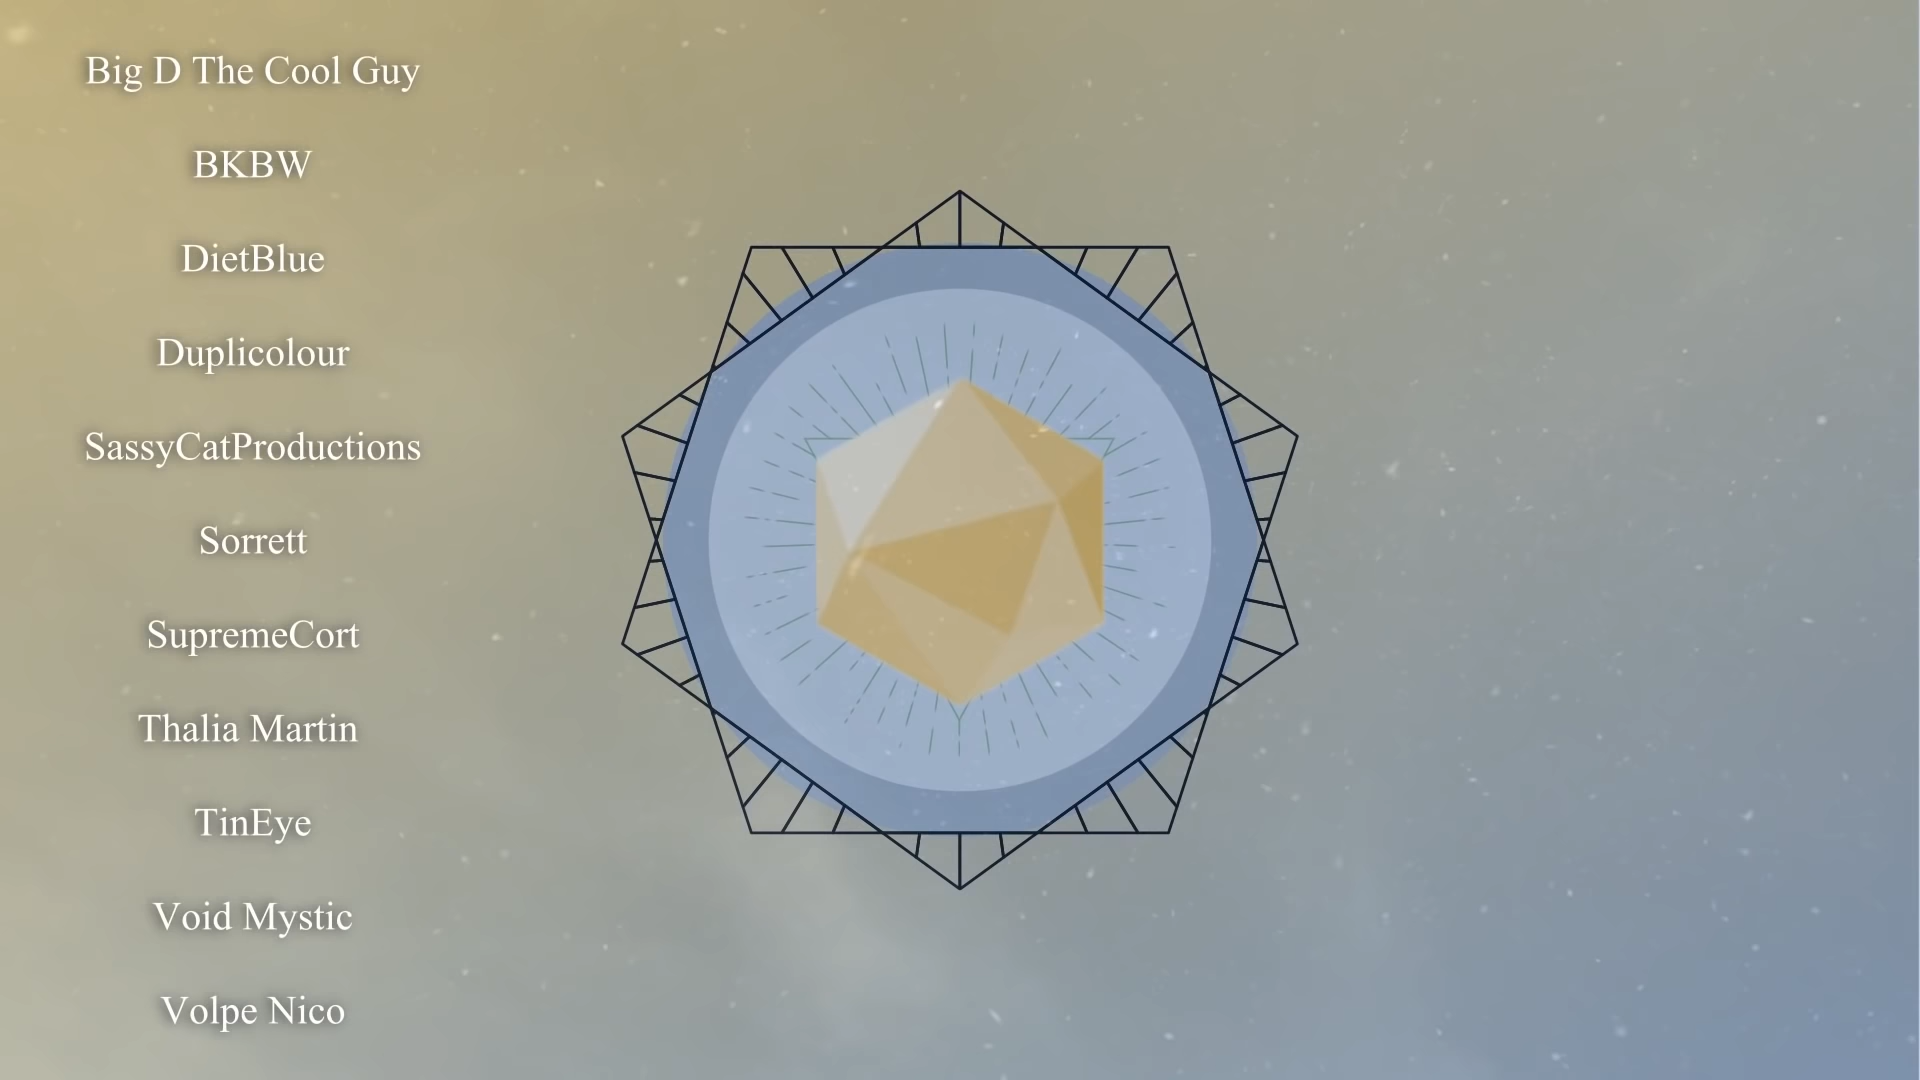 Big D The Cool Guy
BKBW
DietBlue
Duplicolour
SassyCatProductions
Sorrett
SupremeCort
Thalia Martin
TinEye
Void Mystic
Volpe Nico